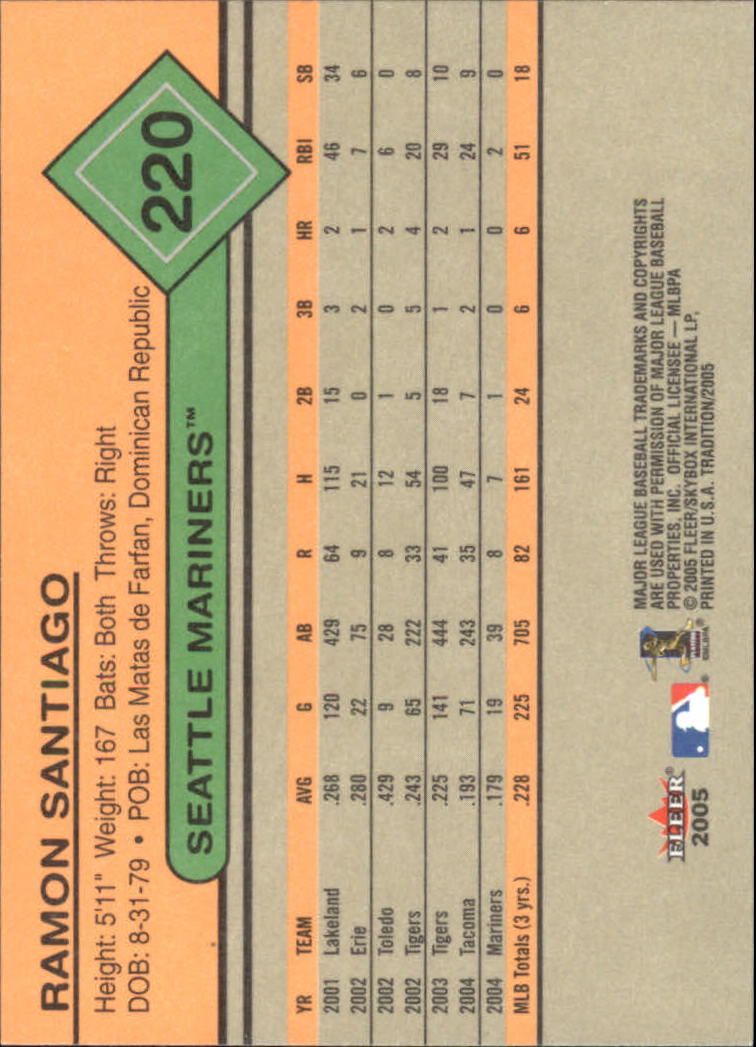 RAMON SANTIAGO
Height: 5'11" Weight: 167 Bats: Both Throws: Right
DOB: 8-31-79 • POB: Las Matas de Farfan, Dominican Republic
220
SEATTLE MARINERS™
YR TEAM AVG G AB R H 2B 3B HR RBI SB
2001 Lakeland .268 120 429 64 115 15 3 2 46 34
2002 Erie .280 22 75 9 21 0 2 1 7 6
2002 Toledo .429 9 28 8 12 1 0 2 6 0
2002 Tigers .243 65 222 33 54 5 5 4 20 8
2003 Tigers .225 141 444 41 100 18 1 2 29 10
2004 Tacoma .193 71 243 35 47 7 2 1 24 9
2004 Mariners .179 19 39 8 7 1 0 0 2 0
MLB Totals (3 yrs.) .228 225 705 82 161 24 6 6 51 18
FLEER®
2005
©MLBPA
MAJOR LEAGUE BASEBALL TRADEMARKS AND COPYRIGHTS
ARE USED WITH PERMISSION OF MAJOR LEAGUE BASEBALL
PROPERTIES, INC. OFFICIAL LICENSEE — MLBPA
© 2005 FLEER/SKYBOX INTERNATIONAL LP,
PRINTED IN U.S.A. TRADITION/2005